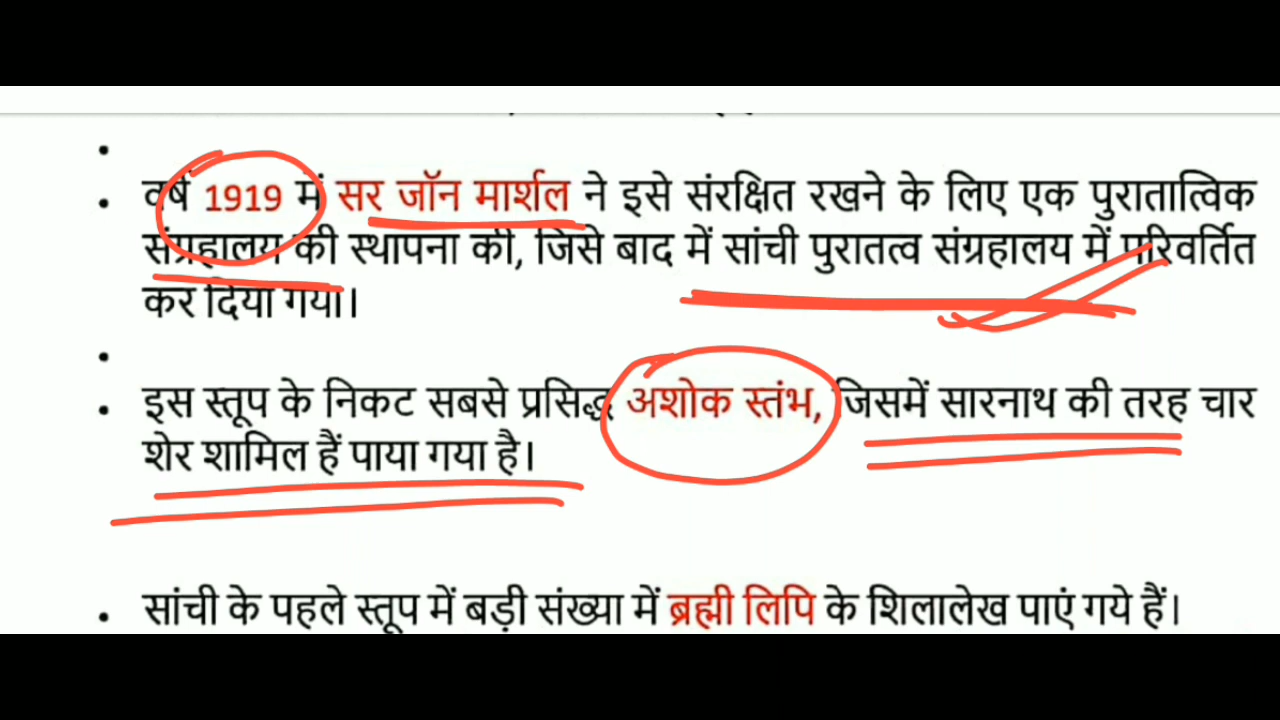 वर्ष 1919 में सर जॉन मार्शल ने इसे संरक्षित रखने के लिए एक पुरातात्विक
संग्रहालय की स्थापना की, जिसे बाद में सांची पुरातत्व संग्रहालय में परिवर्तित
कर दिया गया।
इस स्तूप के निकट सबसे प्रसिद्ध अशोक स्तंभ, जिसमें सारनाथ की तरह चार
शेर शामिल हैं पाया गया है।
सांची के पहले स्तूप में बड़ी संख्या में ब्रह्मी लिपि के शिलालेख पाएं गये हैं।